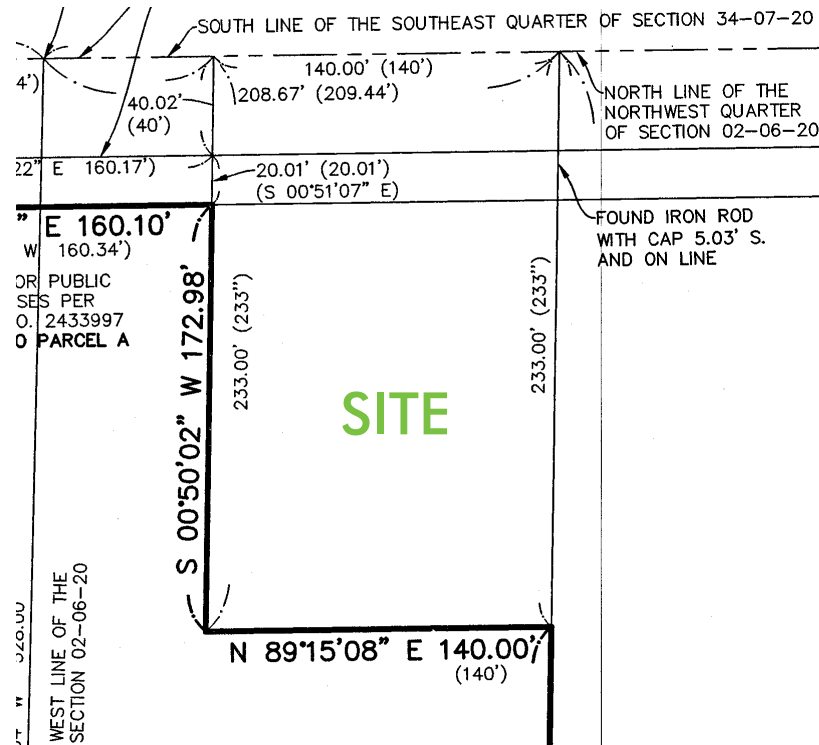 SOUTH LINE OF THE SOUTHEAST QUARTER OF SECTION 34-07-20
140.00' (140')
4')
208.67' (209.44')
40.02'
(40')
NORTH LINE OF THE
NORTHWEST QUARTER
OF SECTION 02-06-20
22" E 160.17')
20.01' (20.01')
(S 00°51'07" E)
" E 160.10'
W 160.34')
FOUND IRON ROD
WITH CAP 5.03' S.
AND ON LINE
OR PUBLIC
SES PER
O. 2433997
O PARCEL A
S 00°50'02" W 172.98'
233.00' (233")
233.00' (233")
SITE
N 89°15'08" E 140.00'
(140')
WEST LINE OF THE
SECTION 02-06-20
W